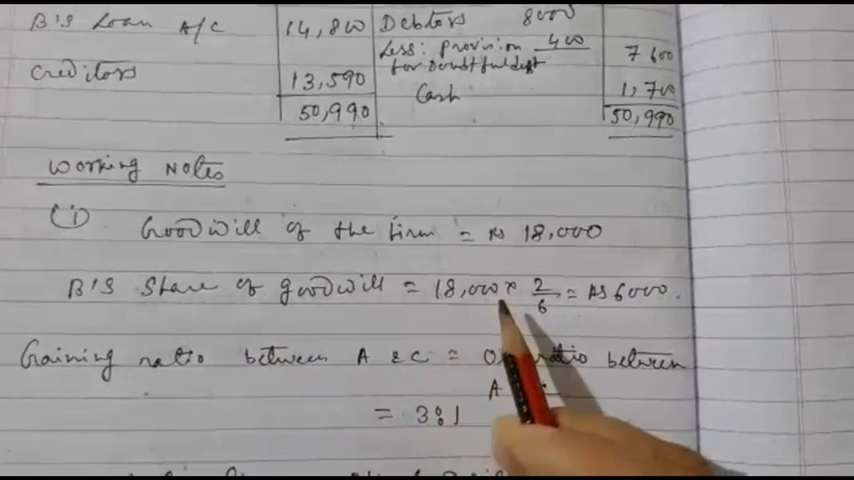 B's Loan A/C 14,800 Debtors 8000
Less: Provision 400 7600
for Doubtful debt
Creditors 13,590 Cash 1,700
50,990 50,990
Working Notes
(1) Goodwill of the firm = Rs 18,000
B's Share of goodwill = 18,000 × 2/6 = Rs 6000.
Gaining ratio between A & C = ratio between
A
= 3:1